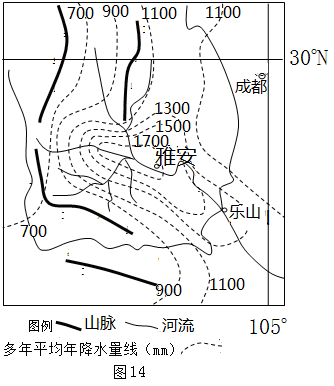 700 900 1100 1100
30°N
成都
1300
1500
1700
雅安
乐山
700
1100
900
图例 山脉 河流 105°
多年平均年降水量线（mm）
图14